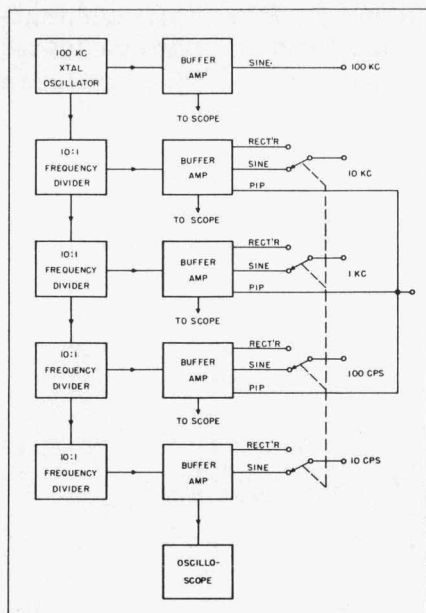 100 KC
XTAL
OSCILLATOR
BUFFER
AMP
SINE.
100 KC
TO SCOPE
10:1
FREQUENCY
DIVIDER
BUFFER
AMP
RECT'R
SINE
PIP
10 KC
TO SCOPE
10:1
FREQUENCY
DIVIDER
BUFFER
AMP
RECT'R
SINE
PIP
1 KC
TO SCOPE
10:1
FREQUENCY
DIVIDER
BUFFER
AMP
RECT'R
SINE
PIP
100 CPS
TO SCOPE
10:1
FREQUENCY
DIVIDER
BUFFER
AMP
RECT'R
SINE
10 CPS
OSCILLO-
SCOPE